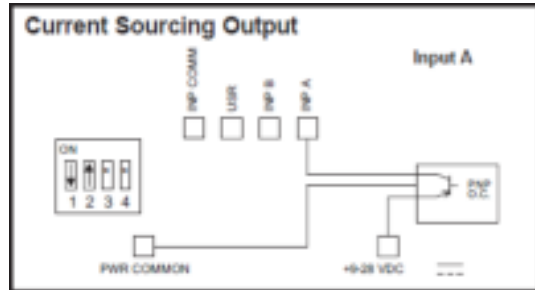 Current Sourcing Output
Input A
INP COMM
USR
INP B
INP A
ON
1 2 3 4
PNP
O.C.
PWR COMMON
+9-28 VDC